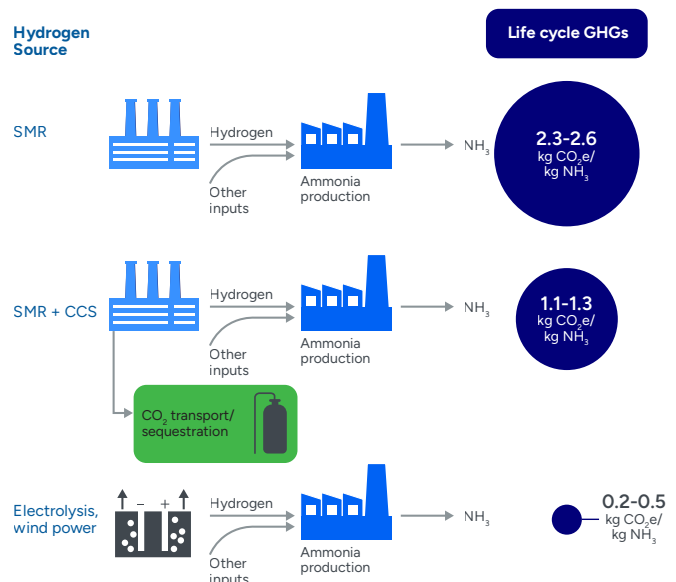 Hydrogen
Source
Life cycle GHGs
SMR
Hydrogen
Other
inputs
Ammonia
production
NH₃
2.3-2.6
kg CO₂e/
kg NH₃
SMR + CCS
Hydrogen
Other
inputs
Ammonia
production
NH₃
1.1-1.3
kg CO₂e/
kg NH₃
CO₂ transport/
sequestration
Electrolysis,
wind power
− +
Hydrogen
Other
inputs
Ammonia
production
NH₃
0.2-0.5
kg CO₂e/
kg NH₃